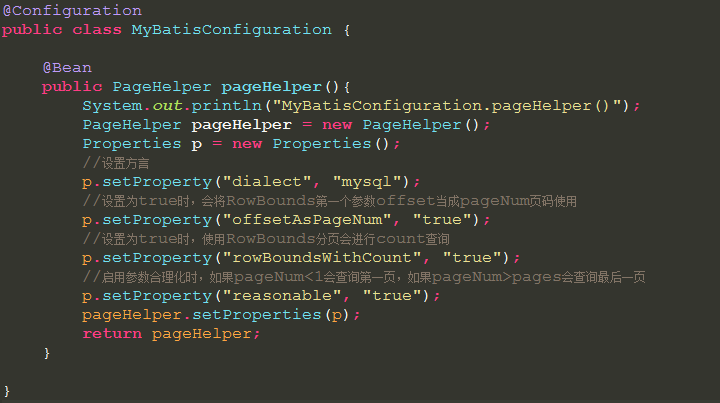 @Configuration
public class MyBatisConfiguration {
@Bean
public PageHelper pageHelper(){
System.out.println("MyBatisConfiguration.pageHelper()");
PageHelper pageHelper = new PageHelper();
Properties p = new Properties();
//设置方言
p.setProperty("dialect", "mysql");
//设置为true时，会将RowBounds第一个参数offset当成pageNum页码使用
p.setProperty("offsetAsPageNum", "true");
//设置为true时，使用RowBounds分页会进行count查询
p.setProperty("rowBoundsWithCount", "true");
//启用参数合理化时，如果pageNum<1会查询第一页，如果pageNum>pages会查询最后一页
p.setProperty("reasonable", "true");
pageHelper.setProperties(p);
return pageHelper;
}
}